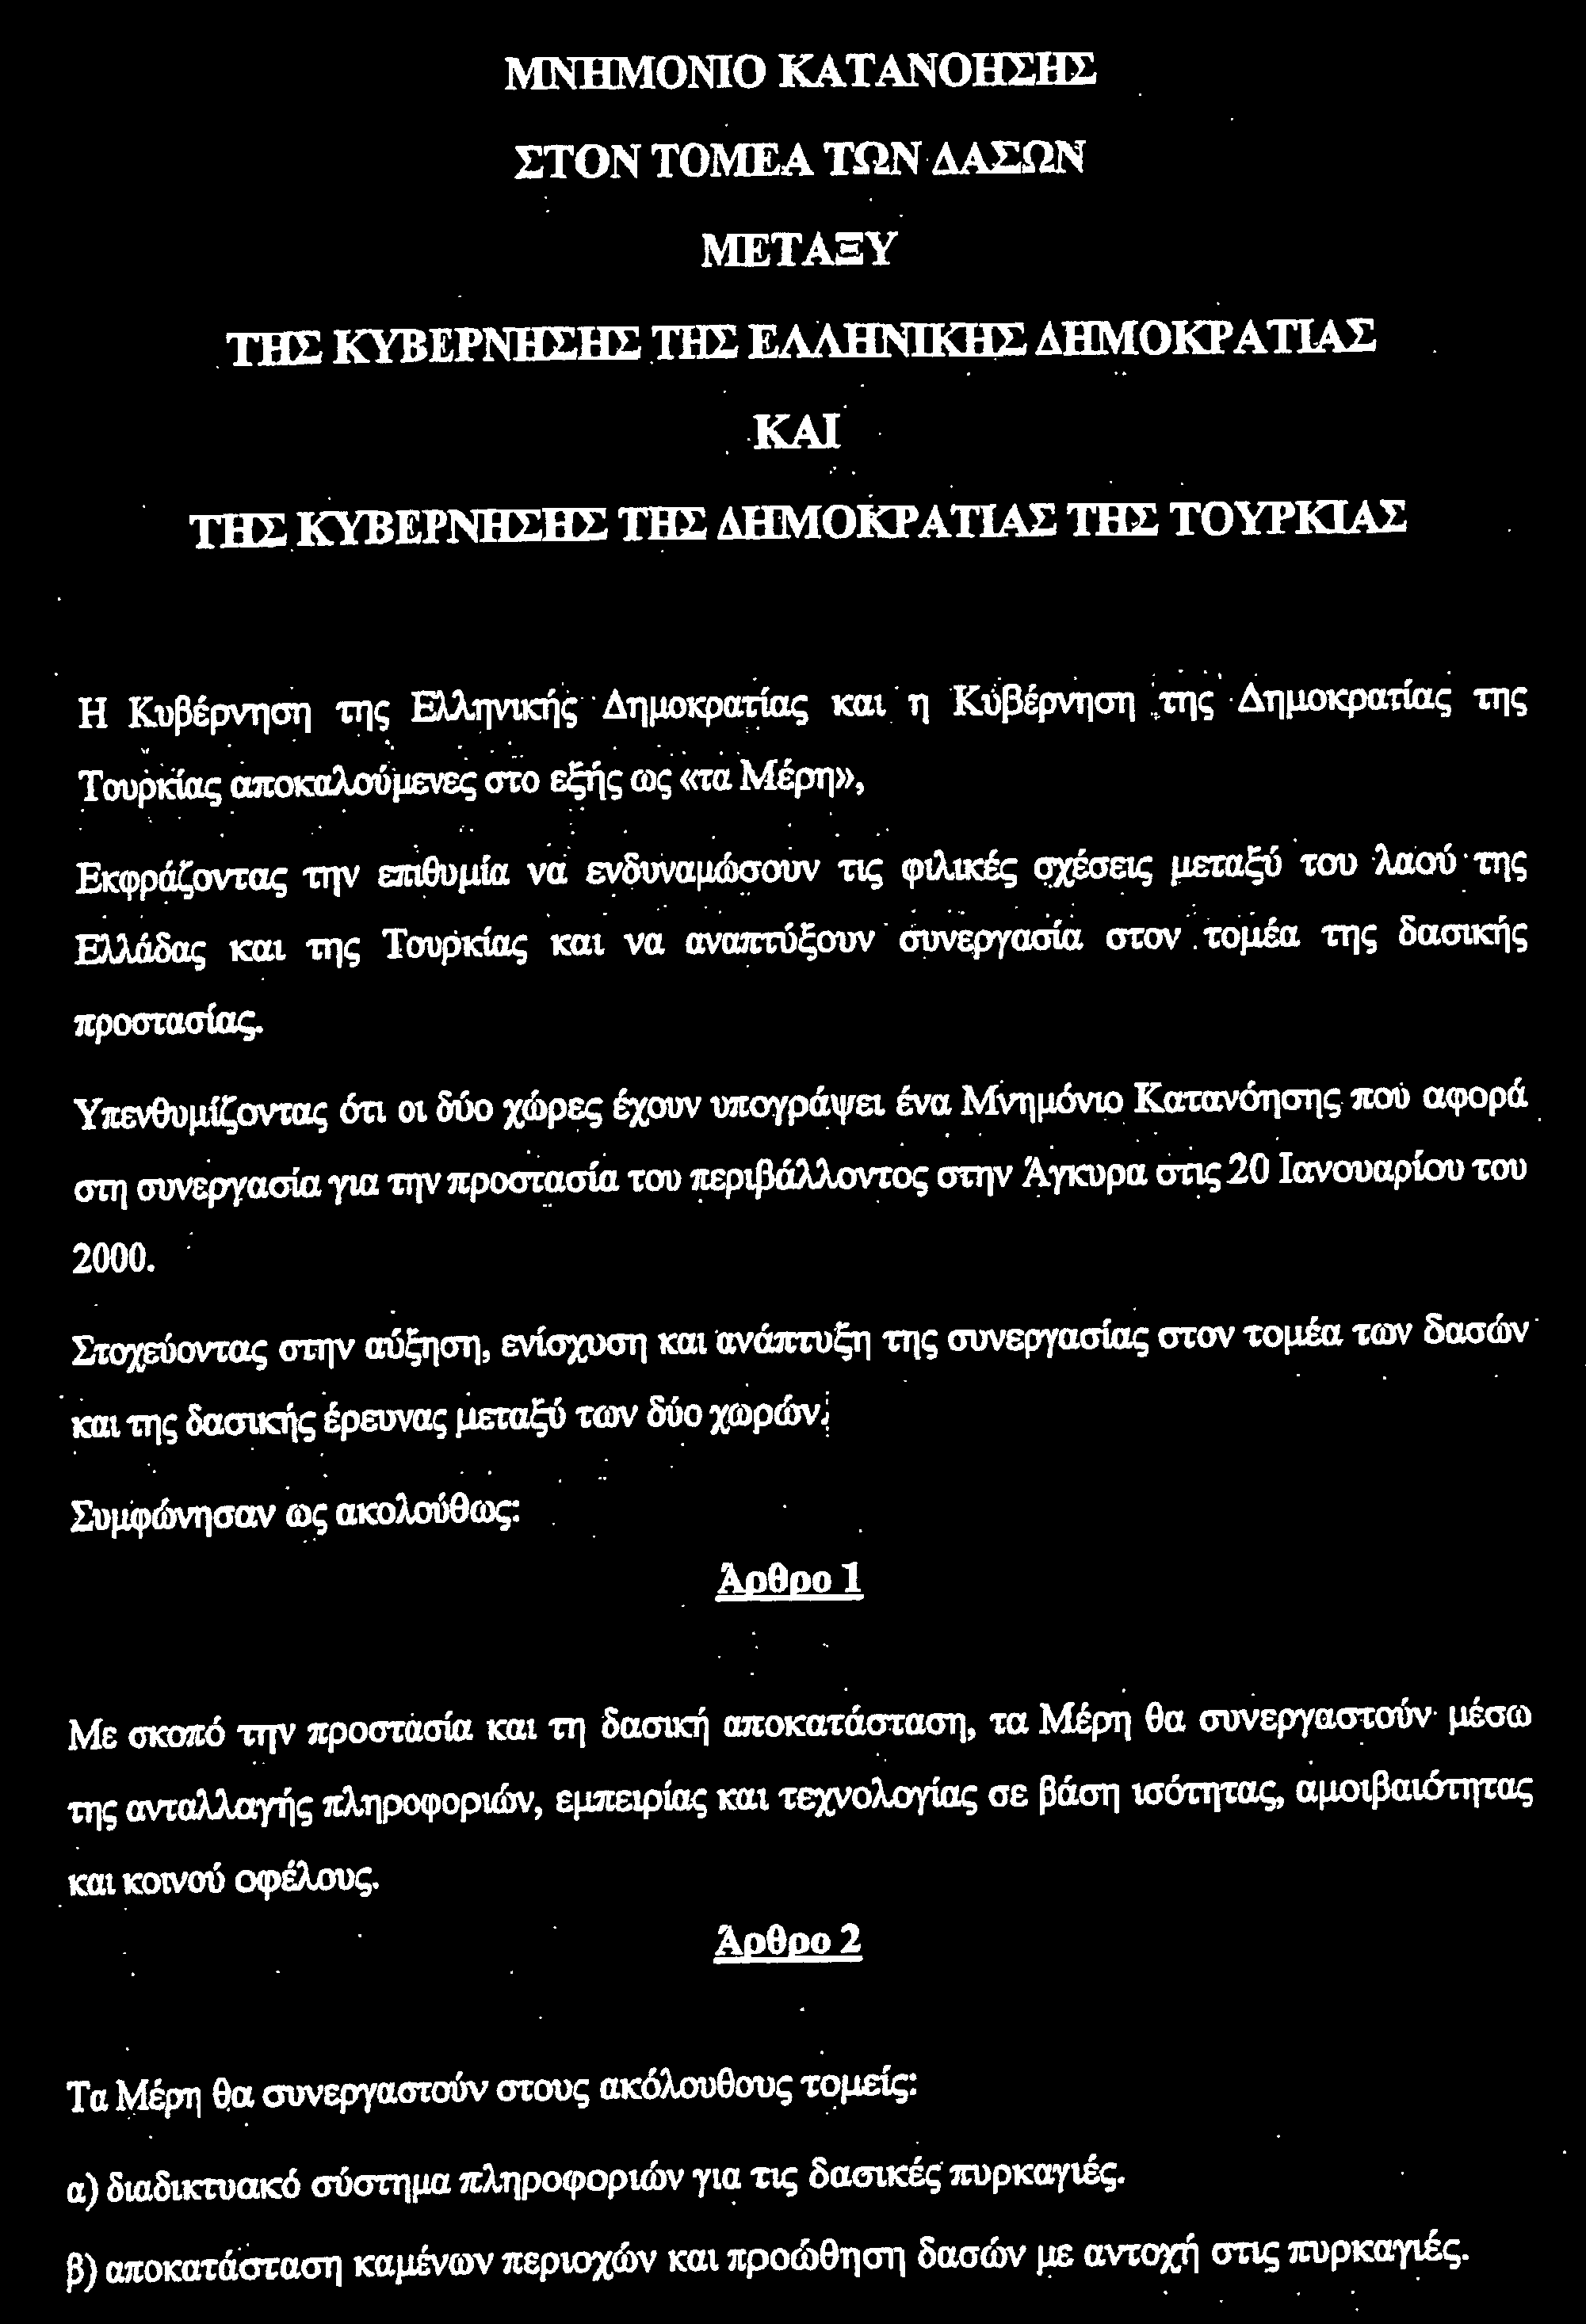 ΜΝΗΜΟΝΙΟ ΚΑΤΑΝΟΗΣΗΣ
ΣΤΟΝ ΤΟΜΕΑ ΤΩΝ ΔΑΣΩΝ
ΜΕΤΑΞΥ
ΤΗΣ ΚΥΒΕΡΝΗΣΗΣ ΤΗΣ ΕΛΛΗΝΙΚΗΣ ΔΗΜΟΚΡΑΤΙΑΣ
ΚΑΙ
ΤΗΣ ΚΥΒΕΡΝΗΣΗΣ ΤΗΣ ΔΗΜΟΚΡΑΤΙΑΣ ΤΗΣ ΤΟΥΡΚΙΑΣ
Η Κυβέρνηση της Ελληνικής Δημοκρατίας και η Κυβέρνηση της Δημοκρατίας της
Τουρκίας αποκαλούμενες στο εξής ως «τα Μέρη»,
Εκφράζοντας την επιθυμία να ενδυναμώσουν τις φιλικές σχέσεις μεταξύ του λαού της
Ελλάδας και της Τουρκίας και να αναπτύξουν συνεργασία στον τομέα της δασικής
προστασίας.
Υπενθυμίζοντας ότι οι δύο χώρες έχουν υπογράψει ένα Μνημόνιο Κατανόησης που αφορά
στη συνεργασία για την προστασία του περιβάλλοντος στην Άγκυρα στις 20 Ιανουαρίου του
2000.
Στοχεύοντας στην αύξηση, ενίσχυση και ανάπτυξη της συνεργασίας στον τομέα των δασών
και της δασικής έρευνας μεταξύ των δύο χωρών,
Συμφώνησαν ως ακολούθως:
Άρθρο 1
Με σκοπό την προστασία και τη δασική αποκατάσταση, τα Μέρη θα συνεργαστούν μέσω
της ανταλλαγής πληροφοριών, εμπειρίας και τεχνολογίας σε βάση ισότητας, αμοιβαιότητας
και κοινού οφέλους.
Άρθρο 2
Τα Μέρη θα συνεργαστούν στους ακόλουθους τομείς:
α) διαδικτυακό σύστημα πληροφοριών για τις δασικές πυρκαγιές.
β) αποκατάσταση καμένων περιοχών και προώθηση δασών με αντοχή στις πυρκαγιές.